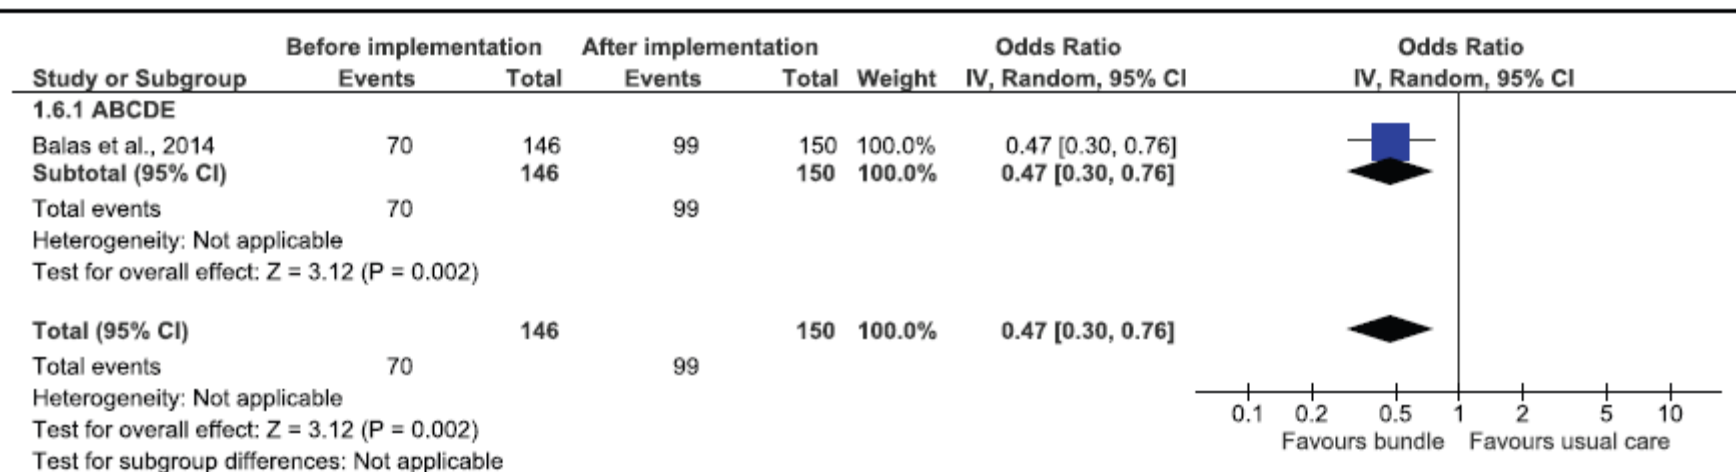 Before implementation After implementation Odds Ratio Odds Ratio
Study or Subgroup Events Total Events Total Weight IV, Random, 95% CI IV, Random, 95% CI
1.6.1 ABCDE
Balas et al., 2014 70 146 99 150 100.0% 0.47 [0.30, 0.76]
Subtotal (95% CI) 146 150 100.0% 0.47 [0.30, 0.76]
Total events 70 99
Heterogeneity: Not applicable
Test for overall effect: Z = 3.12 (P = 0.002)
Total (95% CI) 146 150 100.0% 0.47 [0.30, 0.76]
Total events 70 99
Heterogeneity: Not applicable
Test for overall effect: Z = 3.12 (P = 0.002)
Test for subgroup differences: Not applicable
0.1 0.2 0.5 1 2 5 10
Favours bundle Favours usual care